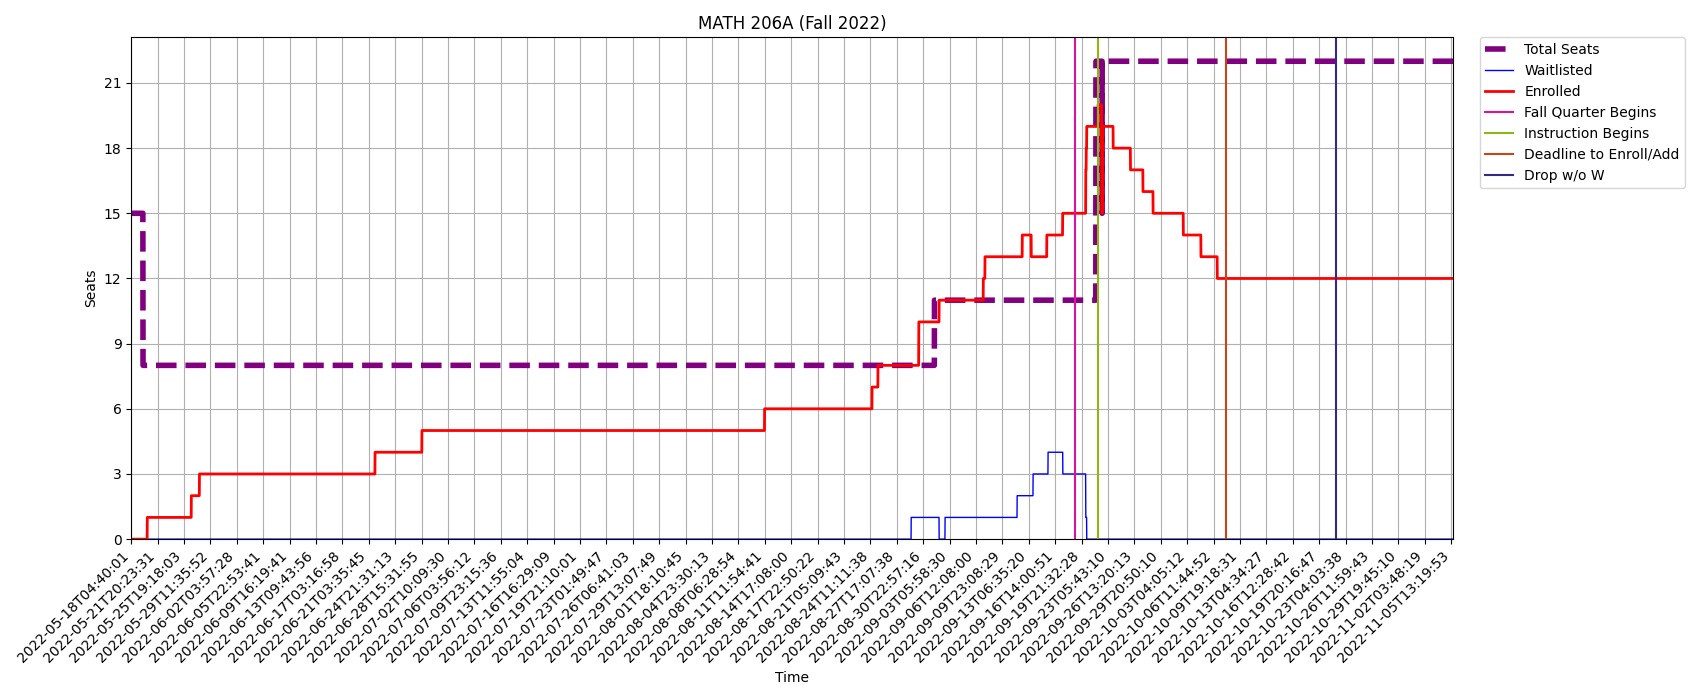 MATH 206A (Fall 2022)
Total Seats
Waitlisted
Enrolled
Fall Quarter Begins
Instruction Begins
Deadline to Enroll/Add
Drop w/o W
Seats
21
18
15
12
9
6
3
0
2022-05-18T04:40:01
2022-05-21T20:23:31
2022-05-25T19:18:03
2022-05-29T11:35:52
2022-06-02T03:57:28
2022-06-05T22:53:41
2022-06-09T16:19:41
2022-06-13T09:43:56
2022-06-17T03:16:58
2022-06-21T03:35:45
2022-06-24T21:31:13
2022-06-28T15:31:55
2022-07-02T10:09:30
2022-07-06T03:56:12
2022-07-09T23:15:36
2022-07-13T11:55:04
2022-07-16T16:29:09
2022-07-19T21:10:01
2022-07-23T01:49:47
2022-07-26T06:41:03
2022-07-29T13:07:49
2022-08-01T18:10:45
2022-08-04T23:30:13
2022-08-08T06:28:54
2022-08-11T11:54:41
2022-08-14T17:08:00
2022-08-17T22:50:22
2022-08-21T05:09:43
2022-08-24T11:11:38
2022-08-27T17:07:38
2022-08-30T22:57:16
2022-09-03T05:58:30
2022-09-06T12:08:00
2022-09-09T23:08:29
2022-09-13T06:35:20
2022-09-16T14:00:51
2022-09-19T21:32:28
2022-09-23T05:43:10
2022-09-26T13:20:13
2022-09-29T20:50:10
2022-10-03T04:05:12
2022-10-06T11:44:52
2022-10-09T19:18:31
2022-10-13T04:34:27
2022-10-16T12:28:42
2022-10-19T20:16:47
2022-10-23T04:03:38
2022-10-26T11:59:43
2022-10-29T19:45:10
2022-11-02T03:48:19
2022-11-05T13:19:53
Time